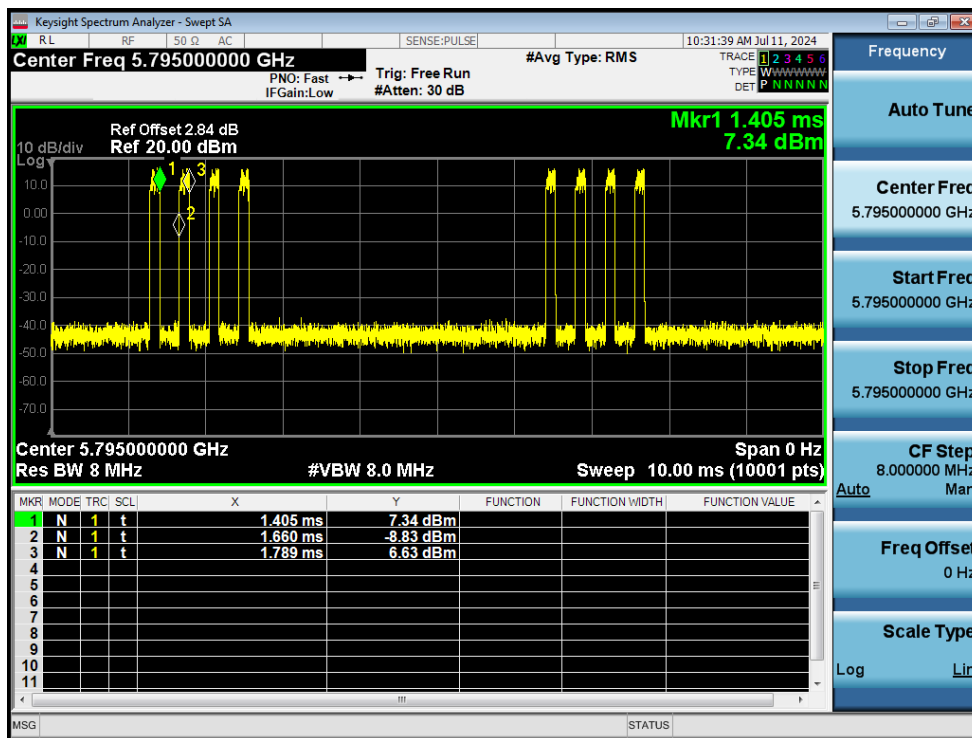 Keysight Spectrum Analyzer - Swept SA
LXI RL RF 50 Ω AC SENSE:PULSE 10:31:39 AM Jul 11, 2024
Center Freq 5.795000000 GHz #Avg Type: RMS TRACE 1 2 3 4 5 6
PNO: Fast Trig: Free Run TYPE WWWWWW
IFGain:Low #Atten: 30 dB DET P N N N N N
Mkr1 1.405 ms
7.34 dBm
Ref Offset 2.84 dB
10 dB/div Ref 20.00 dBm
Log
1 3
10.0
0.00
2
-10.0
-20.0
-30.0
-40.0
-50.0
-60.0
-70.0
Center 5.795000000 GHz Span 0 Hz
Res BW 8 MHz #VBW 8.0 MHz Sweep 10.00 ms (10001 pts)
MKR MODE TRC SCL X Y FUNCTION FUNCTION WIDTH FUNCTION VALUE
1 N 1 t 1.405 ms 7.34 dBm
2 N 1 t 1.660 ms -8.83 dBm
3 N 1 t 1.789 ms 6.63 dBm
4
5
6
7
8
9
10
11
MSG STATUS
Frequency
Auto Tune
Center Freq
5.795000000 GHz
Start Freq
5.795000000 GHz
Stop Freq
5.795000000 GHz
CF Step
8.000000 MHz
Auto Man
Freq Offset
0 Hz
Scale Type
Log Lin